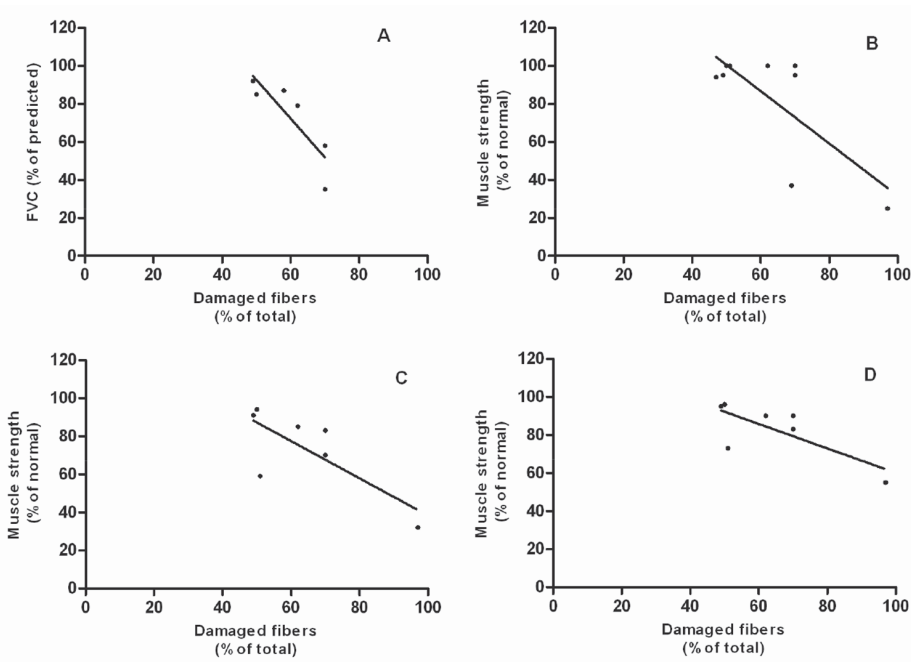 A
FVC (% of predicted)
120
100
80
60
40
20
0
0 20 40 60 80 100
Damaged fibers
(% of total)
B
Muscle strength
(% of normal)
120
100
80
60
40
20
0
0 20 40 60 80 100
Damaged fibers
(% of total)
C
Muscle strength
(% of normal)
120
100
80
60
40
20
0
0 20 40 60 80 100
Damaged fibers
(% of total)
D
Muscle strength
(% of normal)
120
100
80
60
40
20
0
0 20 40 60 80 100
Damaged fibers
(% of total)